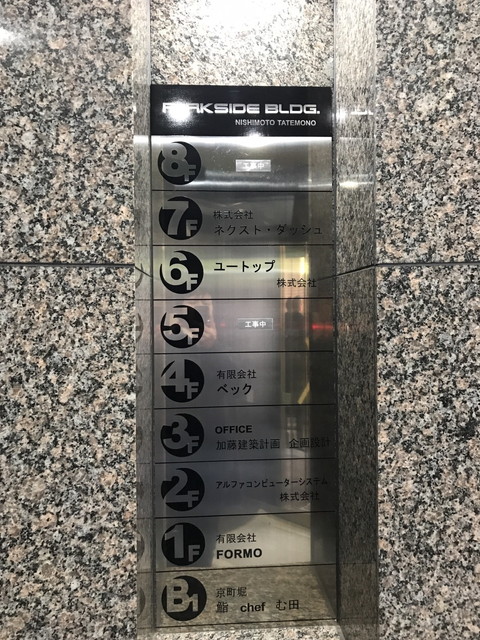 PARKSIDE BLDG.
NISHIMOTO TATEMONO
8F 工事中
7F 株式会社
ネクスト・ダッシュ
6F ユートップ
株式会社
5F 工事中
4F 有限会社
ベック
3F OFFICE
加藤建築計画 企画設計
2F アルファコンピューターシステム
株式会社
1F 有限会社
FORMO
B1 京町堀
鮨 chef む田